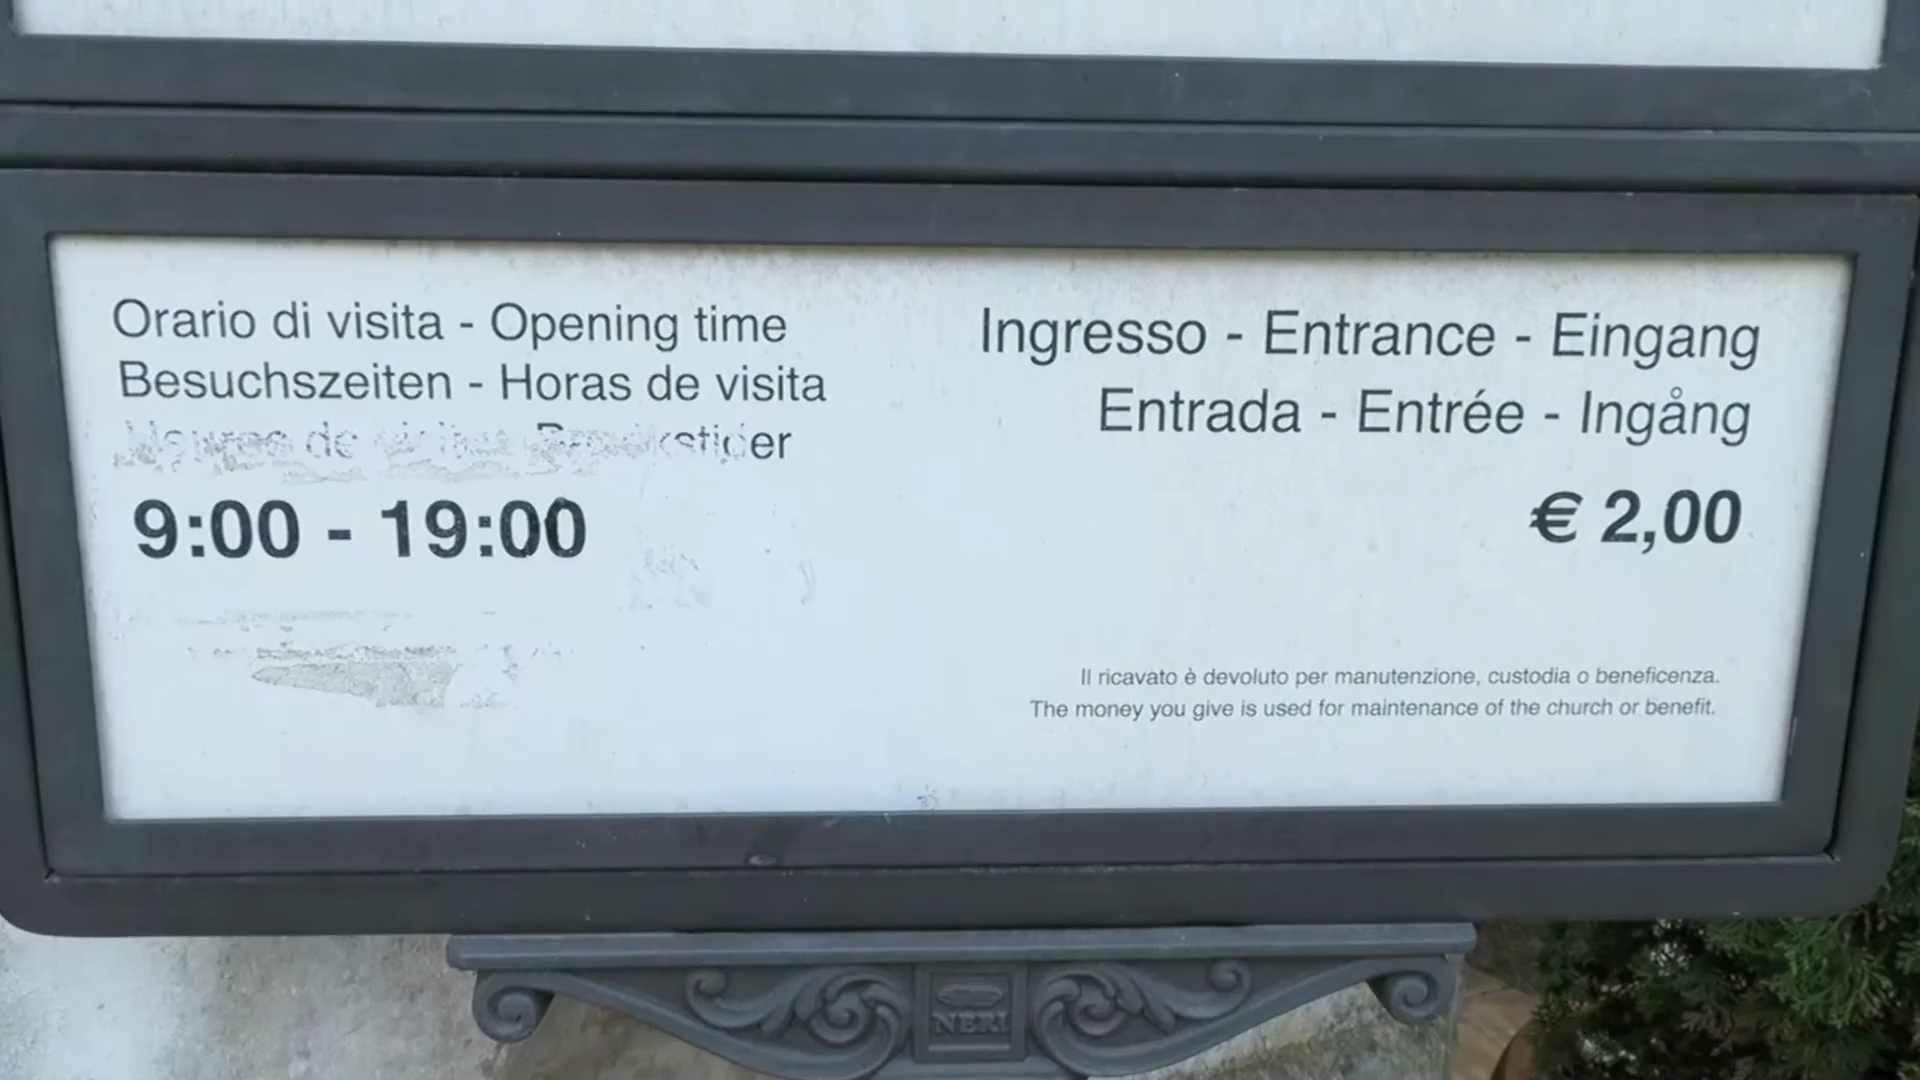 Orario di visita - Opening time
Besuchszeiten - Horas de visita
de
9:00 - 19:00
Ingresso - Entrance - Eingang
Entrada - Entrée - Ingång
€ 2,00
Il ricavato è devoluto per manutenzione, custodia o beneficenza.
The money you give is used for maintenance of the church or benefit.
NERI